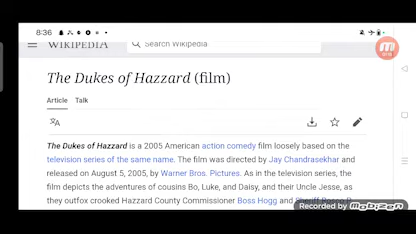 8:36
WIKIPEDIA
Search Wikipedia
The Dukes of Hazzard (film)
Article Talk
The Dukes of Hazzard is a 2005 American action comedy film loosely based on the
television series of the same name. The film was directed by Jay Chandrasekhar and
released on August 5, 2005, by Warner Bros. Pictures. As in the television series, the
film depicts the adventures of cousins Bo, Luke, and Daisy, and their Uncle Jesse, as
they outfox crooked Hazzard County Commissioner Boss Hogg and Sheriff Rosco P.
Recorded by Mobizen